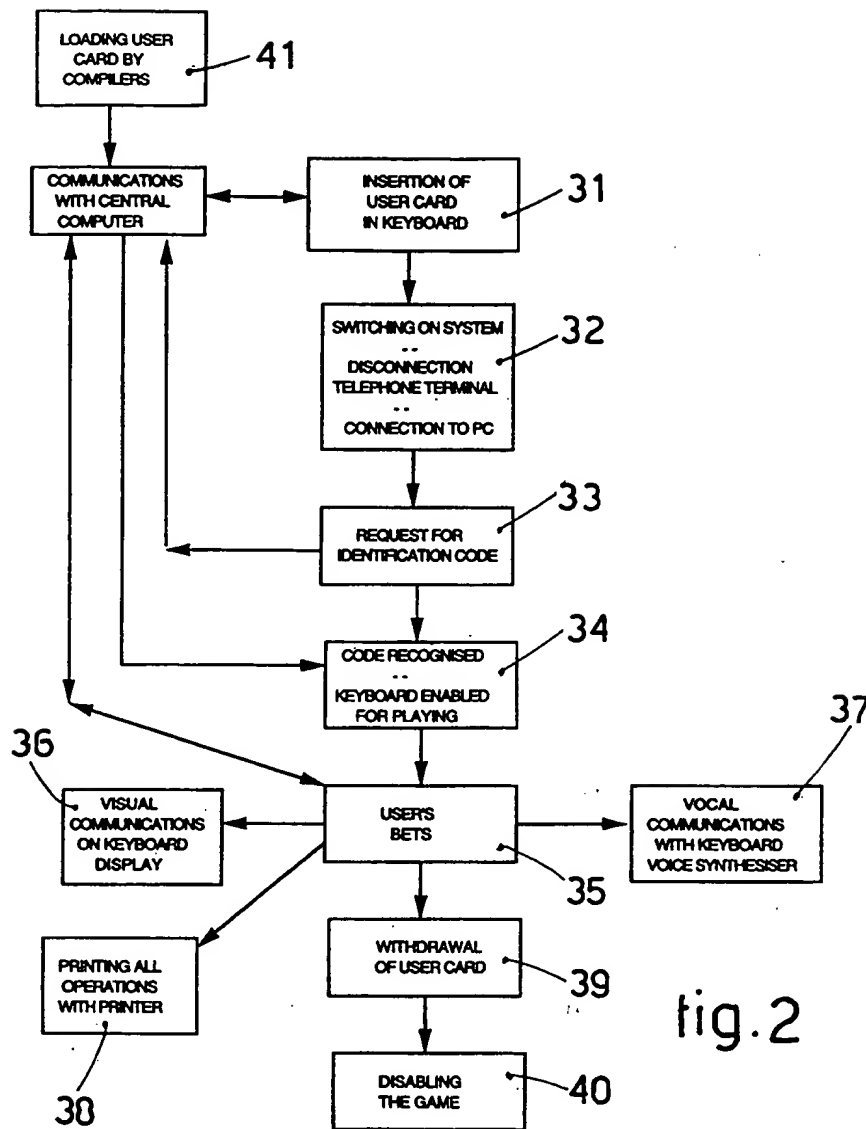 LOADING USER
CARD BY
COMPILERS
41
COMMUNICATIONS
WITH CENTRAL
COMPUTER
INSERTION OF
USER CARD
IN KEYBOARD
31
SWITCHING ON SYSTEM
--
DISCONNECTION
TELEPHONE TERMINAL
--
CONNECTION TO PC
32
REQUEST FOR
IDENTIFICATION CODE
33
CODE RECOGNISED
--
KEYBOARD ENABLED
FOR PLAYING
34
36
VISUAL
COMMUNICATIONS
ON KEYBOARD
DISPLAY
USER'S
BETS
35
37
VOCAL
COMMUNICATIONS
WITH KEYBOARD
VOICE SYNTHESISER
PRINTING ALL
OPERATIONS
WITH PRINTER
38
WITHDRAWAL
OF USER CARD
39
DISABLING
THE GAME
40
fig.2